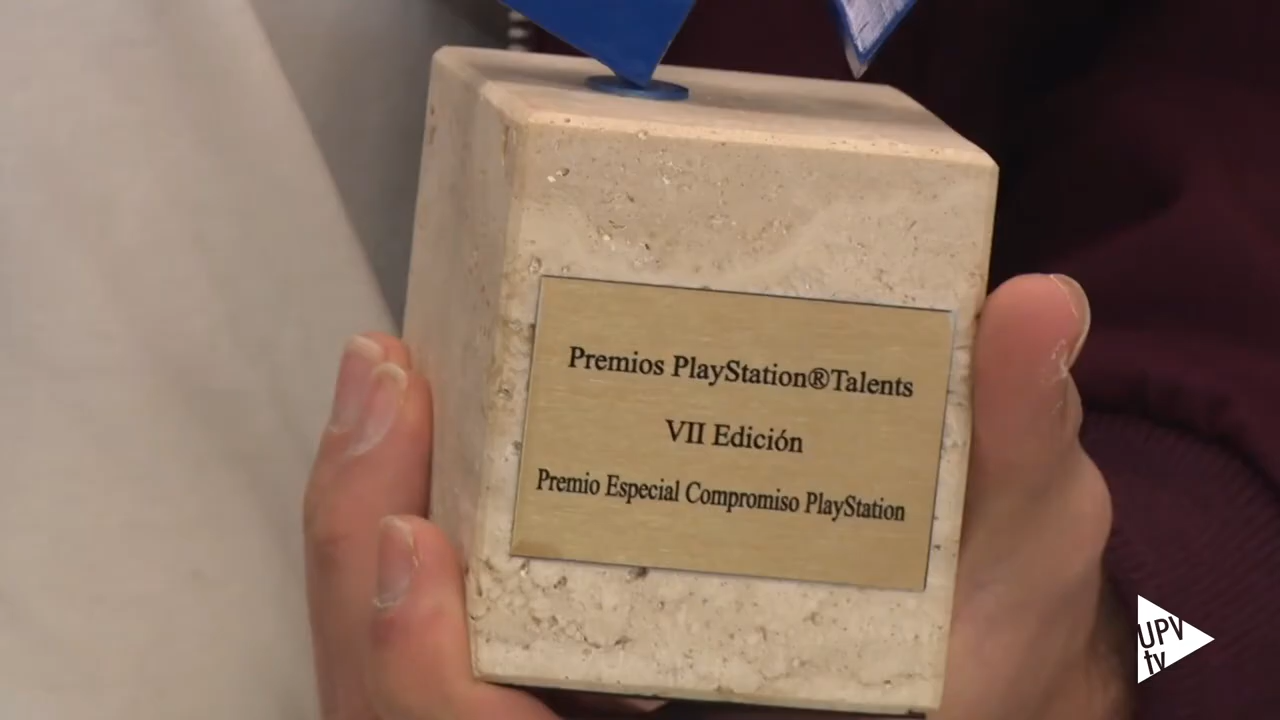 Premios PlayStation®Talents
VII Edición
Premio Especial Compromiso PlayStation
UPV
tv